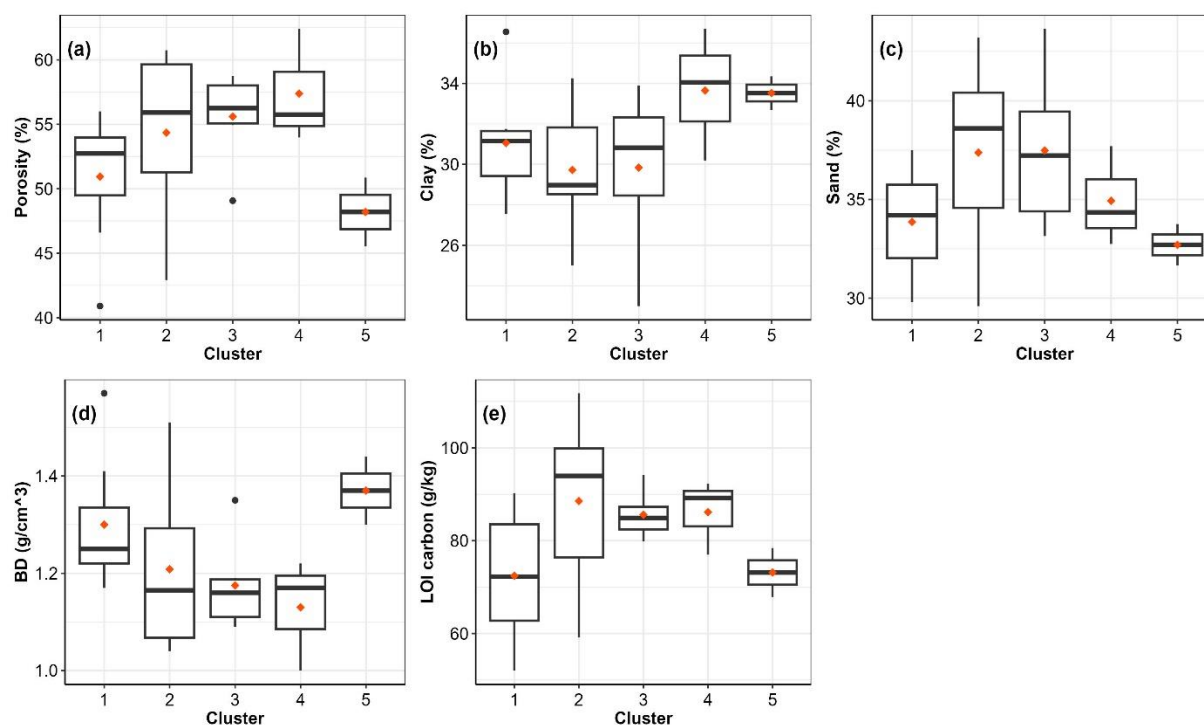 (a)
Porosity (%)
60
55
50
45
40
1 2 3 4 5
Cluster
(b)
Clay (%)
34
30
26
1 2 3 4 5
Cluster
(c)
Sand (%)
40
35
30
1 2 3 4 5
Cluster
(d)
BD (g/cm^3)
1.4
1.2
1.0
1 2 3 4 5
Cluster
(e)
LOI carbon (g/kg)
100
80
60
1 2 3 4 5
Cluster